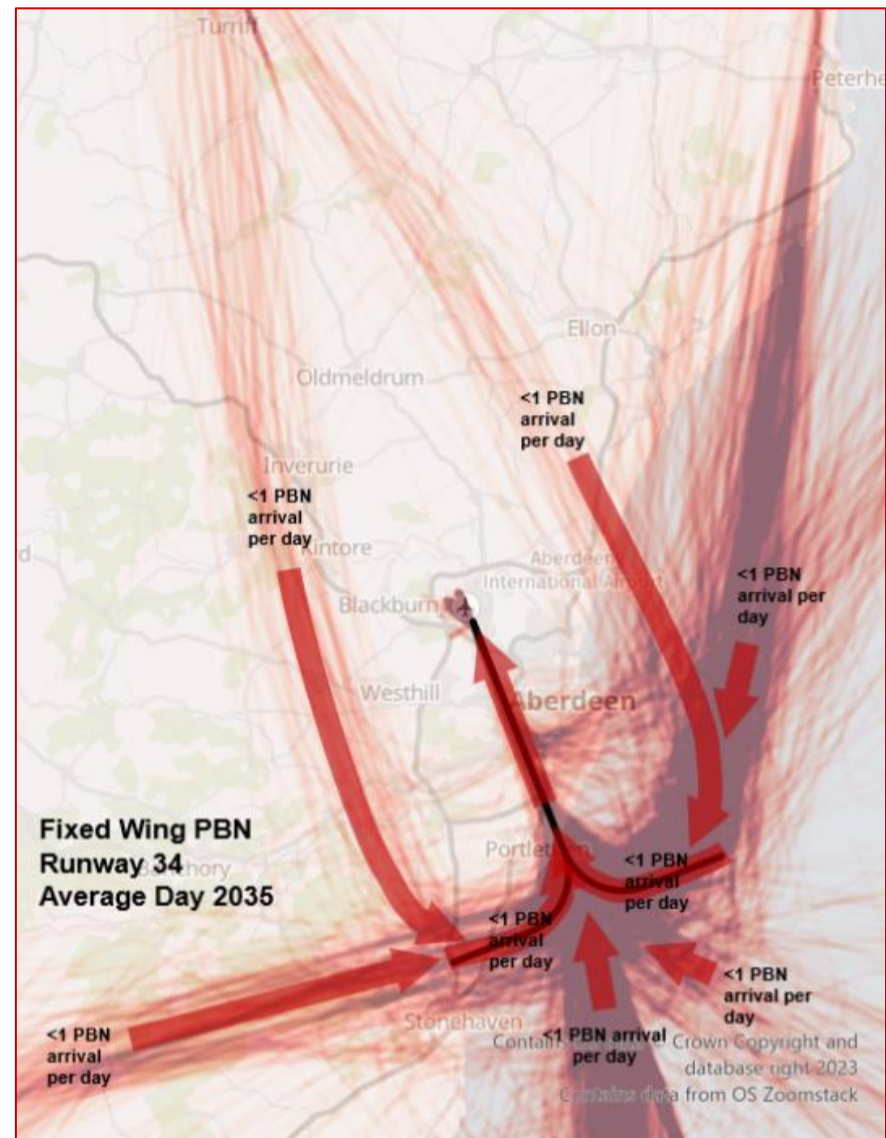 Turriff
Peterhe
Ellon
Oldmeldrum
<1 PBN
arrival
per day
Inverurie
<1 PBN
arrival
per day
Kintore
d
Aberdeen
International Airport
<1 PBN
arrival per
day
Blackburn
Westhill
Aberdeen
Fixed Wing PBN
Runway 34
Average Day 2035
Banchory
Portlethen
<1 PBN
arrival
per day
<1 PBN
arrival
per day
<1 PBN
arrival per
day
<1 PBN
arrival
per day
Stonehaven
<1 PBN arrival
per day
Contains © Crown Copyright and
database right 2023
Contains data from OS Zoomstack